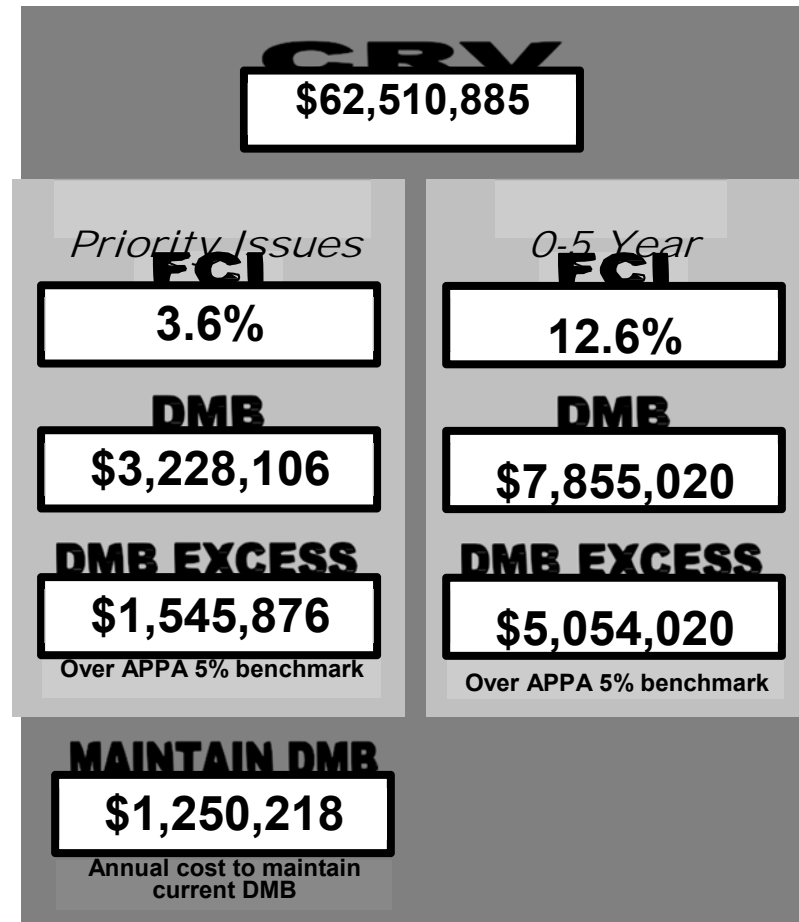 CRV
$62,510,885
Priority Issues
FCI
3.6%
DMB
$3,228,106
DMB EXCESS
$1,545,876
Over APPA 5% benchmark
0-5 Year
FCI
12.6%
DMB
$7,855,020
DMB EXCESS
$5,054,020
Over APPA 5% benchmark
MAINTAIN DMB
$1,250,218
Annual cost to maintain
current DMB